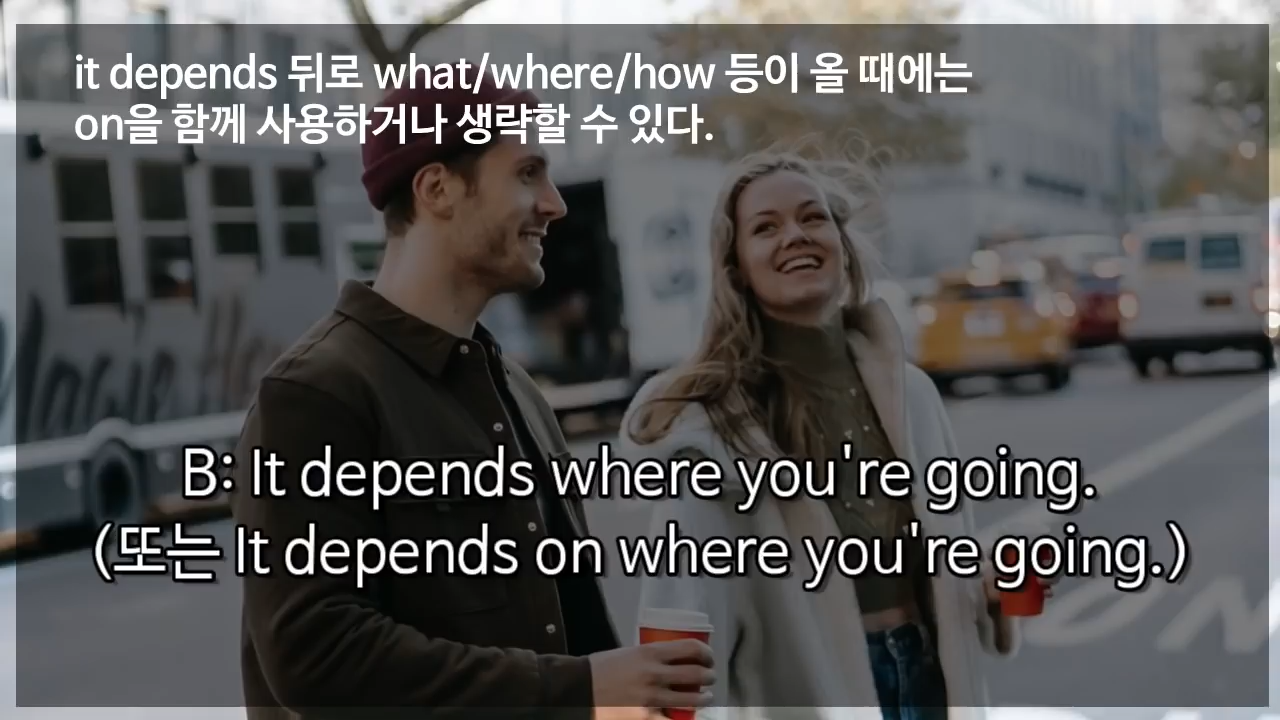 it depends 뒤로 what/where/how 등이 올 때에는
on을 함께 사용하거나 생략할 수 있다.
B: It depends where you're going.
(또는 It depends on where you're going.)